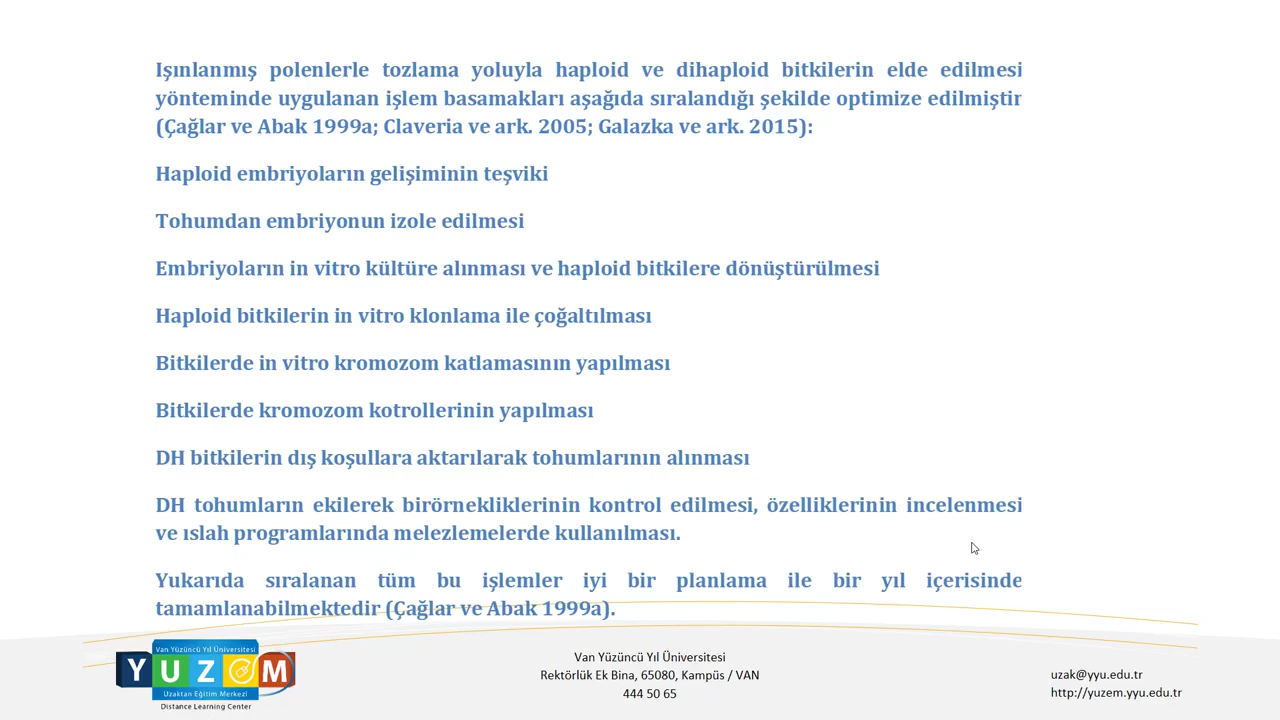 Işınlanmış polenlerle tozlama yoluyla haploid ve dihaploid bitkilerin elde edilmesi
yönteminde uygulanan işlem basamakları aşağıda sıralandığı şekilde optimize edilmiştir
(Çağlar ve Abak 1999a; Claveria ve ark. 2005; Galazka ve ark. 2015):
Haploid embriyoların gelişiminin teşviki
Tohumdan embriyonun izole edilmesi
Embriyoların in vitro kültüre alınması ve haploid bitkilere dönüştürülmesi
Haploid bitkilerin in vitro klonlama ile çoğaltılması
Bitkilerde in vitro kromozom katlamasının yapılması
Bitkilerde kromozom kotrollerinin yapılması
DH bitkilerin dış koşullara aktarılarak tohumlarının alınması
DH tohumların ekilerek birörnekliklerinin kontrol edilmesi, özelliklerinin incelenmesi
ve ıslah programlarında melezlemelerde kullanılması.
Yukarıda sıralanan tüm bu işlemler iyi bir planlama ile bir yıl içerisinde
tamamlanabilmektedir (Çağlar ve Abak 1999a).
Van Yüzüncü Yıl Üniversitesi
YUZ@M
Uzaktan Eğitim Merkezi
Distance Learning Center
Van Yüzüncü Yıl Üniversitesi
Rektörlük Ek Bina, 65080, Kampüs / VAN
444 50 65
uzak@yyu.edu.tr
http://yuzem.yyu.edu.tr